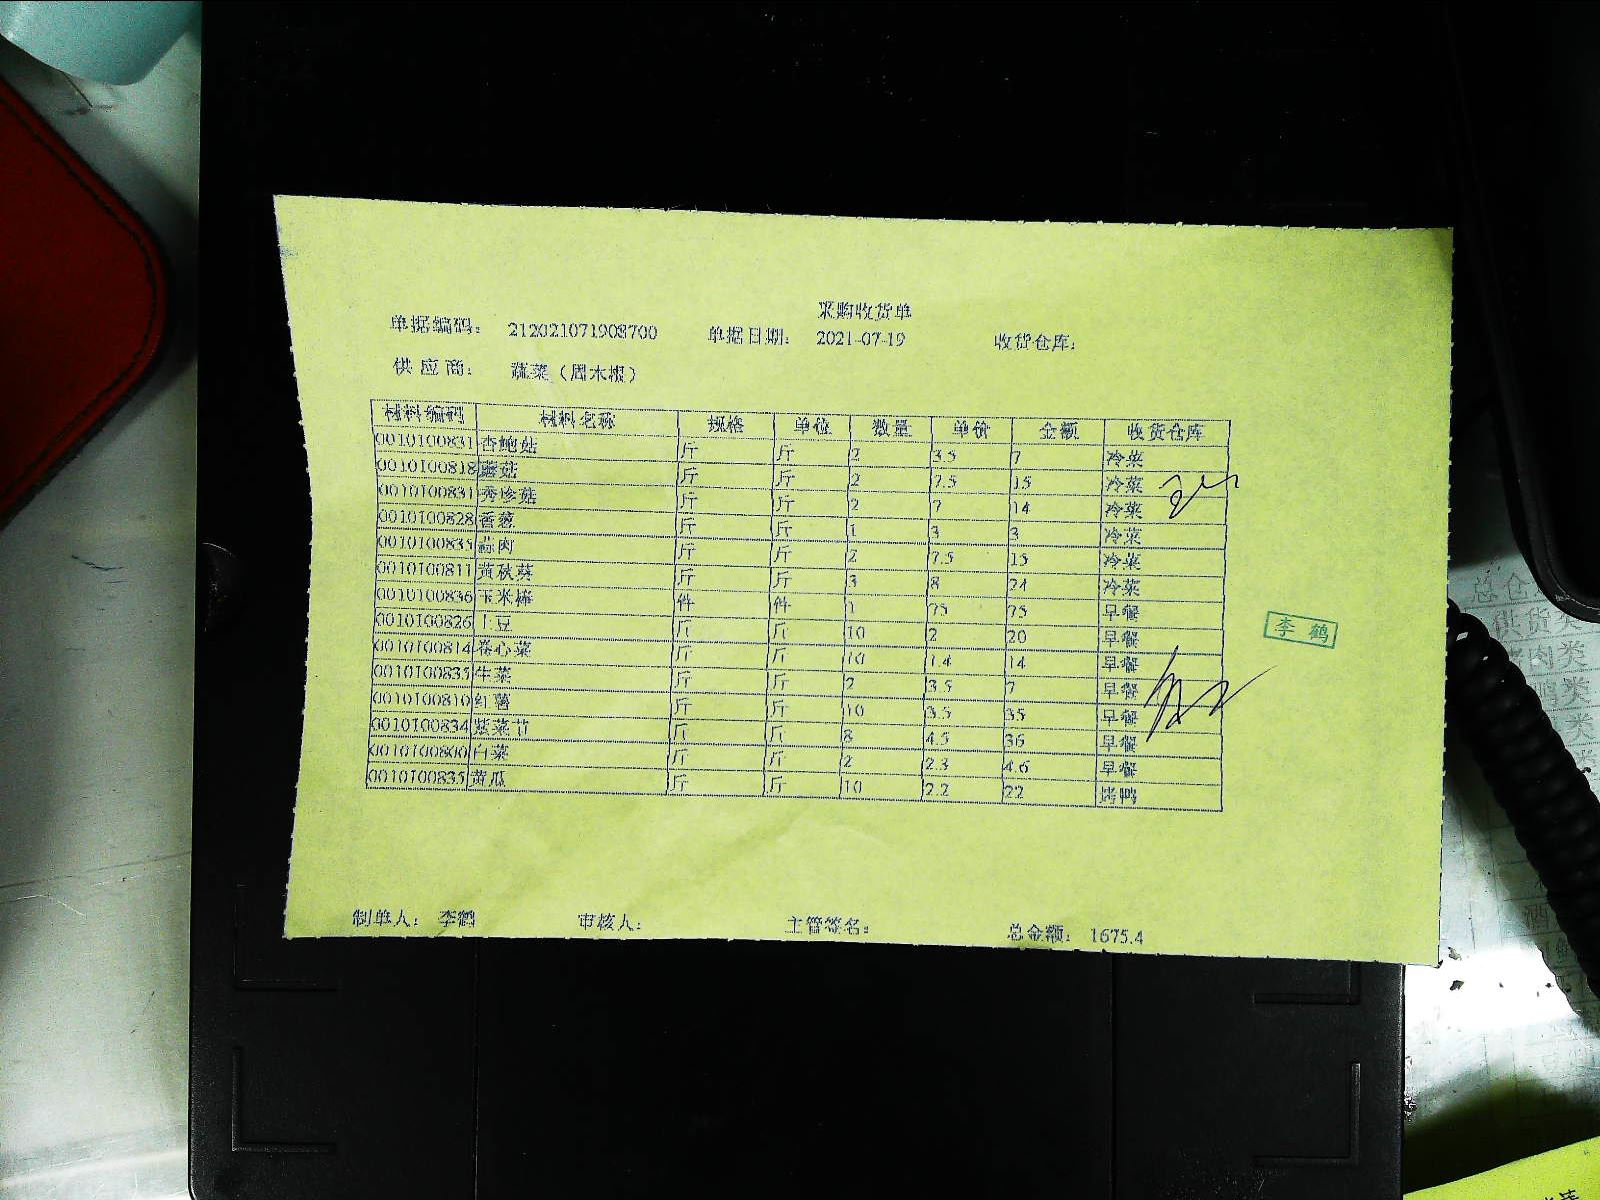 采购收货单
单据编码： 212021071908700 单据日期： 2021-07-19 收货仓库：
供应商： 蔬菜（周木根）
材料编码 材料名称 规格 单位 数量 单价 金额 收货仓库
0010100831 杏鲍菇 斤 斤 2 3.5 7 冷菜
0010100818 蘑菇 斤 斤 2 7.5 15 冷菜
0010100831 秀珍菇 斤 斤 2 7 14 冷菜
0010100828 香葱 斤 斤 1 3 3 冷菜
0010100835 蒜肉 斤 斤 2 7.5 15 冷菜
0010100811 黄秋葵 斤 斤 3 8 24 冷菜
0010100836 玉米棒 件 件 1 75 75 早餐
0010100826 土豆 斤 斤 10 2 20 早餐
0010100814 卷心菜 斤 斤 10 1.4 14 早餐
0010100835 生菜 斤 斤 2 3.5 7 早餐
0010100810 红薯 斤 斤 10 3.5 35 早餐
0010100834 紫菜节 斤 斤 8 4.5 36 早餐
0010100800 白菜 斤 斤 2 2.3 4.6 早餐
0010100835 黄瓜 斤 斤 10 2.2 22 烤鸭
李鹤
制单人： 李鹤 审核人： 主管签名： 总金额： 1675.4
总仓
供货类
肉类
类
类